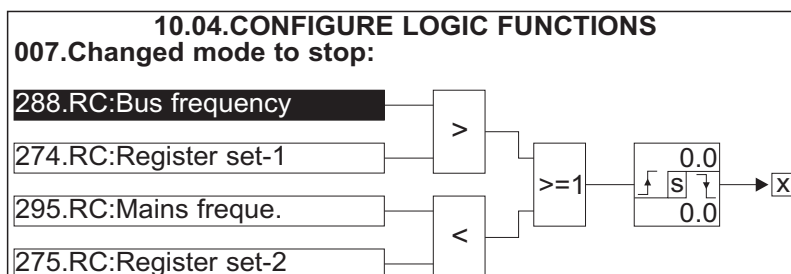 10.04.CONFIGURE LOGIC FUNCTIONS
007.Changed mode to stop:
288.RC:Bus frequency
>
274.RC:Register set-1
>=1
0.0
s
0.0
x
295.RC:Mains freque.
<
275.RC:Register set-2